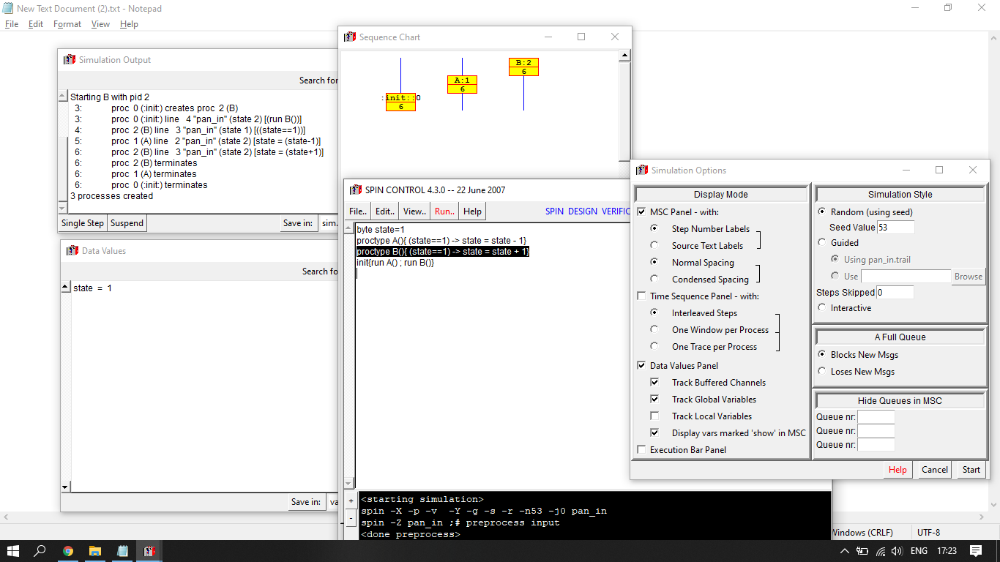 New Text Document (2).txt - Notepad
File Edit Format View Help
Simulation Output
Search for
Starting B with pid 2
3: proc 0 (:init:) creates proc 2 (B)
3: proc 0 (:init:) line 4 "pan_in" (state 2) [(run B())]
4: proc 2 (B) line 3 "pan_in" (state 1) [((state==1))]
5: proc 1 (A) line 2 "pan_in" (state 2) [state = (state-1)]
6: proc 2 (B) line 3 "pan_in" (state 2) [state = (state+1)]
6: proc 2 (B) terminates
6: proc 1 (A) terminates
6: proc 0 (:init:) terminates
3 processes created
Single Step Suspend Save in: sim.
Data Values
Search fo
state = 1
Save in: va
Sequence Chart
B:2
6
A:1
6
:init::0
6
SPIN CONTROL 4.3.0 -- 22 June 2007
File.. Edit.. View.. Run.. Help SPIN DESIGN VERIFIC
byte state=1
proctype A(){ (state==1) -> state = state - 1}
proctype B(){ (state==1) -> state = state + 1}
init{run A() ; run B()}
+
-
<starting simulation>
spin -X -p -v -Y -g -s -r -n53 -j0 pan_in
spin -Z pan_in ;# preprocess input
<done preprocess>
Simulation Options
Display Mode
MSC Panel - with:
Step Number Labels
Source Text Labels
Normal Spacing
Condensed Spacing
Time Sequence Panel - with:
Interleaved Steps
One Window per Process
One Trace per Process
Data Values Panel
Track Buffered Channels
Track Global Variables
Track Local Variables
Display vars marked 'show' in MSC
Execution Bar Panel
Simulation Style
Random (using seed)
Seed Value 53
Guided
Using pan_in.trail
Use Browse
Steps Skipped 0
Interactive
A Full Queue
Blocks New Msgs
Loses New Msgs
Hide Queues in MSC
Queue nr:
Queue nr:
Queue nr:
Help Cancel Start
Windows (CRLF) UTF-8
ENG 17:23